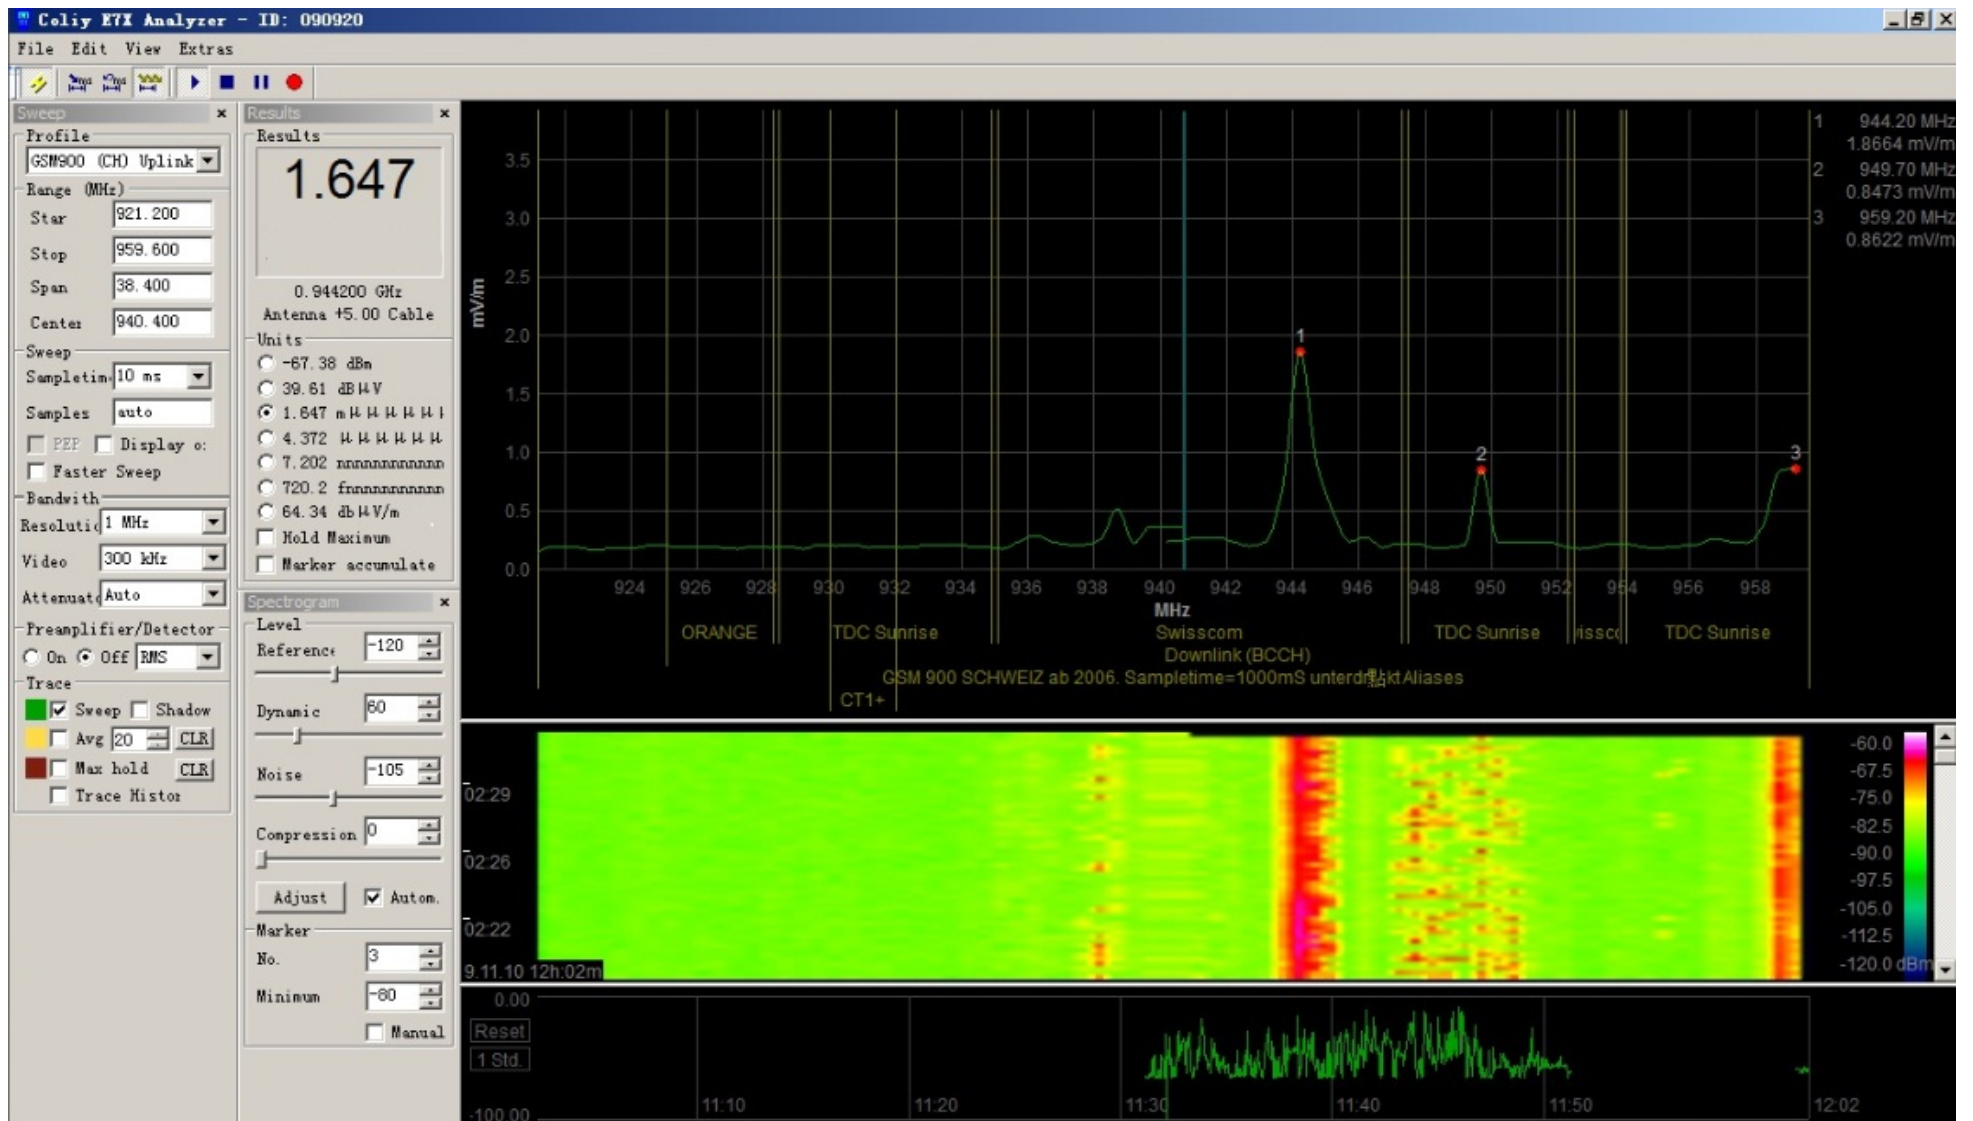 Coliy E7X Analyzer - ID: 090920
File Edit View Extras
Sweep
Profile
GSM900 (CH) Uplink
Range (MHz)
Star 921.200
Stop 959.600
Span 38.400
Center 940.400
Sweep
Sampletim 10 ms
Samples auto
PEP Display o:
Faster Sweep
Bandwith
Resolutic 1 MHz
Video 300 kHz
Attenuato Auto
Preamplifier/Detector
On Off RMS
Trace
Sweep Shadow
Avg 20 CLR
Max hold CLR
Trace Histor
Results
Results
1.647
0.944200 GHz
Antenna +5.00 Cable
Units
-67.38 dBm
39.61 dBµV
1.647 mµµµµµ
4.372 µµµµµµ
7.202 nnnnnnnnnnnn
720.2 fnnnnnnnnnnn
64.34 dbµV/m
Hold Maximum
Marker accumulate
Spectrogram
Level
Reference -120
Dynamic 60
Noise -105
Compression 0
Adjust Autom.
Marker
No. 3
Minimum -80
Manual
mV/m
3.5
3.0
2.5
2.0
1.5
1.0
0.5
0.0
1
2
3
1 944.20 MHz
1.8664 mV/m
2 949.70 MHz
0.8473 mV/m
3 959.20 MHz
0.8622 mV/m
924 926 928 930 932 934 936 938 940 942 944 946 948 950 952 954 956 958
MHz
ORANGE TDC Sunrise Swisscom TDC Sunrise TDC Sunrise
Downlink (BCCH)
GSM 900 SCHWEIZ ab 2006. Sampletime=1000mS Aliases
CT1+
02:29
02:26
02:22
9.11.10 12h:02m
-60.0
-67.5
-75.0
-82.5
-90.0
-97.5
-105.0
-112.5
-120.0 dBm
0.00
Reset
1 Std.
-100.00
11:10 11:20 11:30 11:40 11:50 12:02